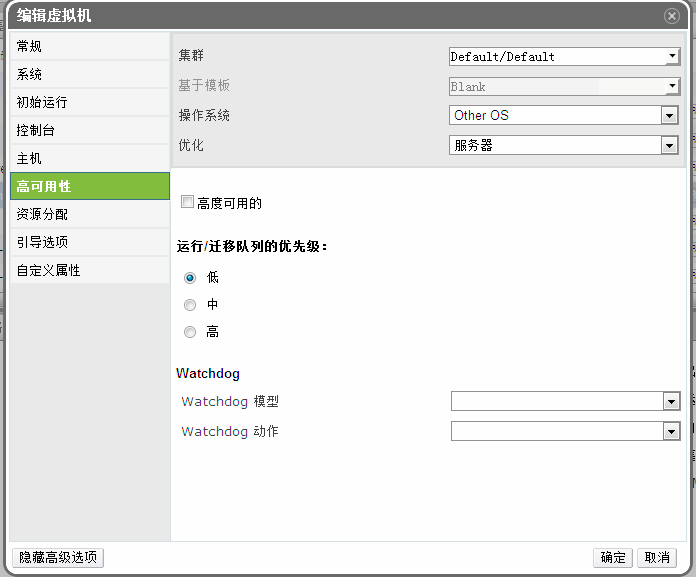 编辑虚拟机
常规
系统
初始运行
控制台
主机
高可用性
资源分配
引导选项
自定义属性
集群 Default/Default
基于模板 Blank
操作系统 Other OS
优化 服务器
高度可用的
运行/迁移队列的优先级：
低
中
高
Watchdog
Watchdog 模型
Watchdog 动作
隐藏高级选项 确定 取消